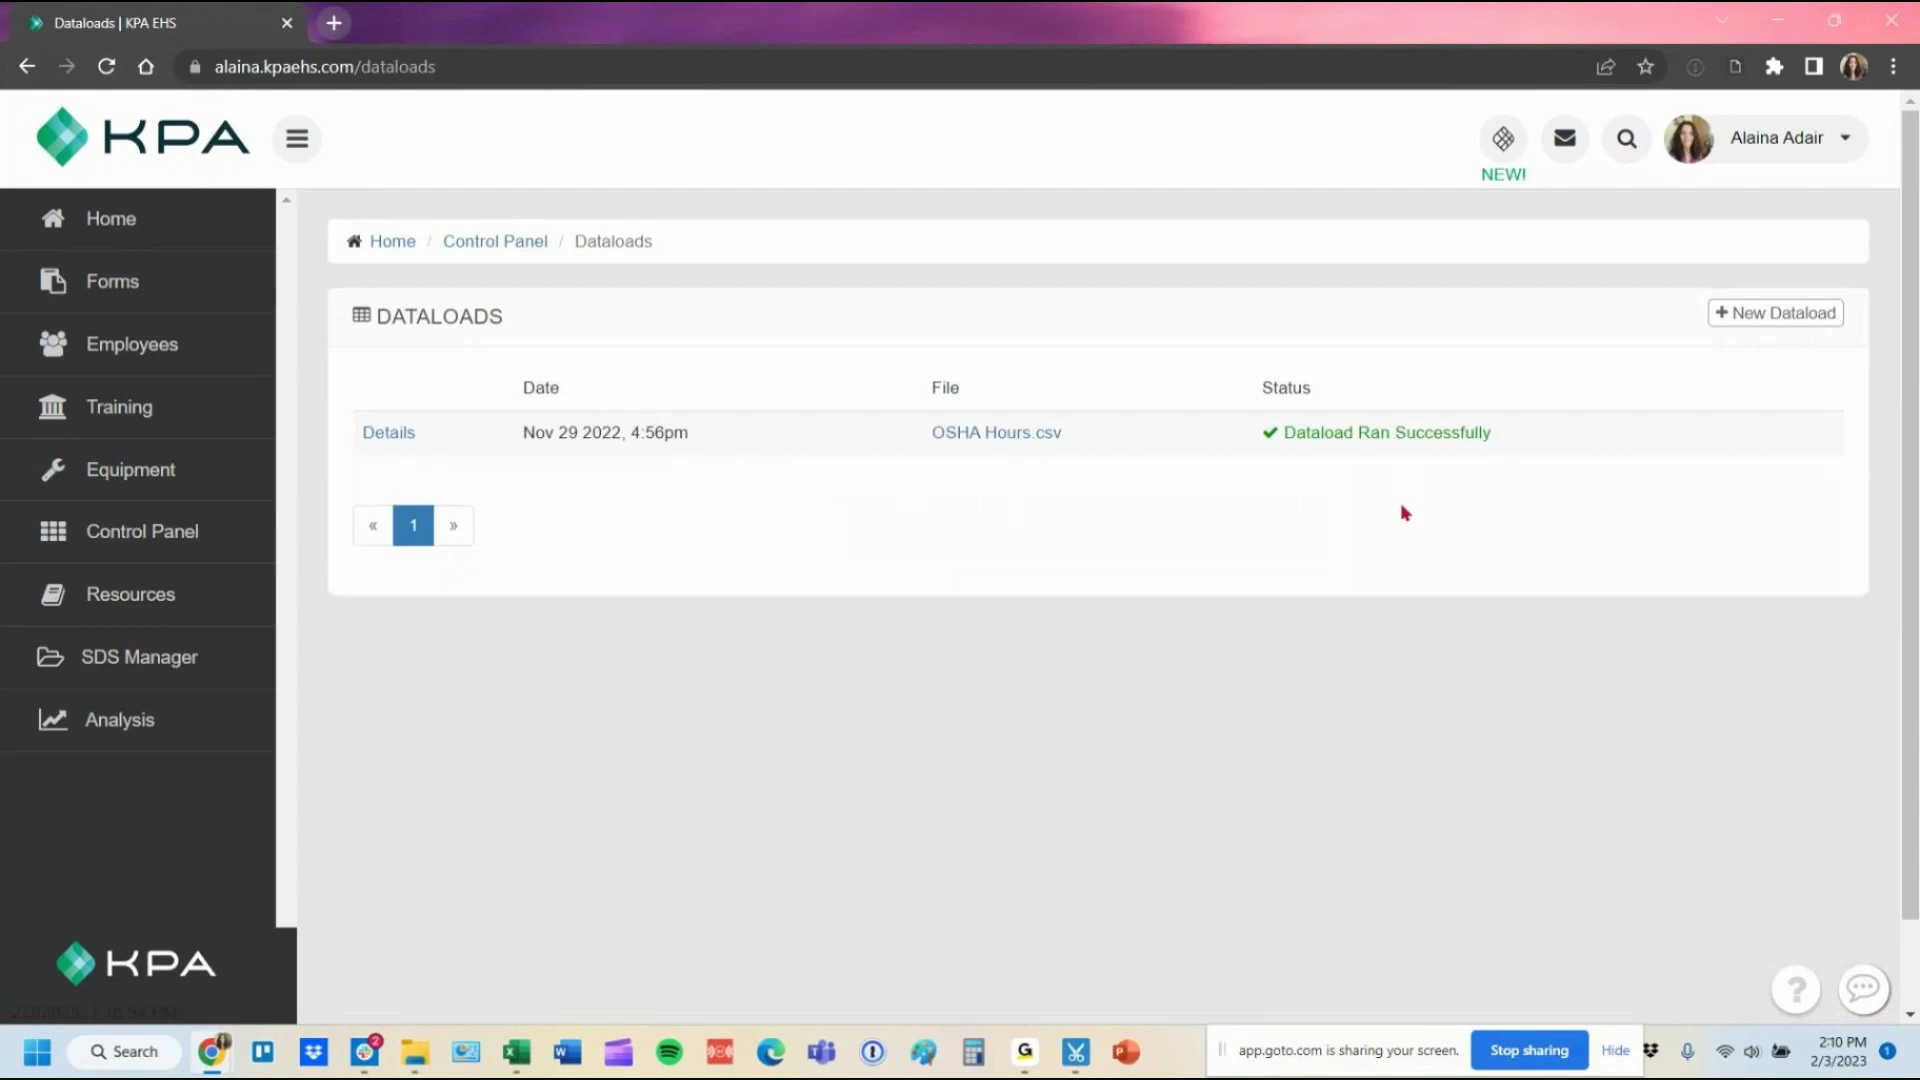 Dataloads | KPA EHS
alaina.kpaehs.com/dataloads
KPA
NEW!
Alaina Adair
Home
Forms
Employees
Training
Equipment
Control Panel
Resources
SDS Manager
Analysis
KPA
Home / Control Panel / Dataloads
DATALOADS
+ New Dataload
Date File Status
Details Nov 29 2022, 4:56pm OSHA Hours.csv Dataload Ran Successfully
« 1 »
?
Search
2
G
app.goto.com is sharing your screen.
Stop sharing
Hide
2:10 PM
2/3/2023
1